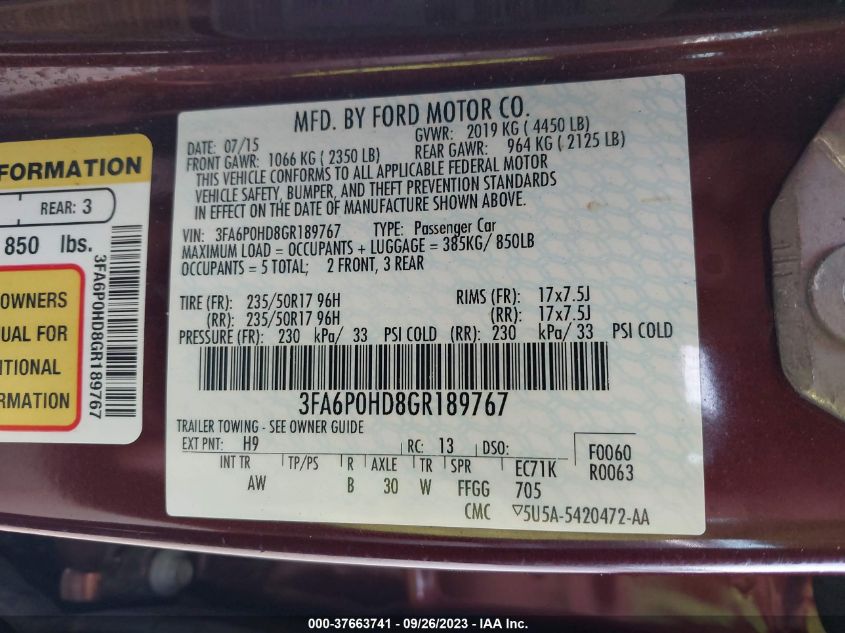 FORMATION
REAR: 3
850 lbs.
OWNERS
UAL FOR
ITIONAL
ORMATION
3FA6P0HD8GR189767
MFD. BY FORD MOTOR CO.
DATE: 07/15 GVWR: 2019 KG ( 4450 LB)
FRONT GAWR: 1066 KG ( 2350 LB) REAR GAWR: 964 KG ( 2125 LB)
THIS VEHICLE CONFORMS TO ALL APPLICABLE FEDERAL MOTOR
VEHICLE SAFETY, BUMPER, AND THEFT PREVENTION STANDARDS
IN EFFECT ON THE DATE OF MANUFACTURE SHOWN ABOVE.
VIN: 3FA6P0HD8GR189767 TYPE: Passenger Car
MAXIMUM LOAD = OCCUPANTS + LUGGAGE = 385KG/ 850LB
OCCUPANTS = 5 TOTAL; 2 FRONT, 3 REAR
TIRE (FR): 235/50R17 96H RIMS (FR): 17x7.5J
(RR): 235/50R17 96H (RR): 17x7.5J
PRESSURE (FR): 230 kPa/ 33 PSI COLD (RR): 230 kPa/ 33 PSI COLD
3FA6P0HD8GR189767
TRAILER TOWING - SEE OWNER GUIDE
EXT PNT: H9 RC: 13 DSO: F0060
R0063
INT TR TP/PS R AXLE TR SPR EC71K
AW B 30 W FFGG 705
CMC ▽5U5A-5420472-AA
000-37663741 - 09/26/2023 - IAA Inc.